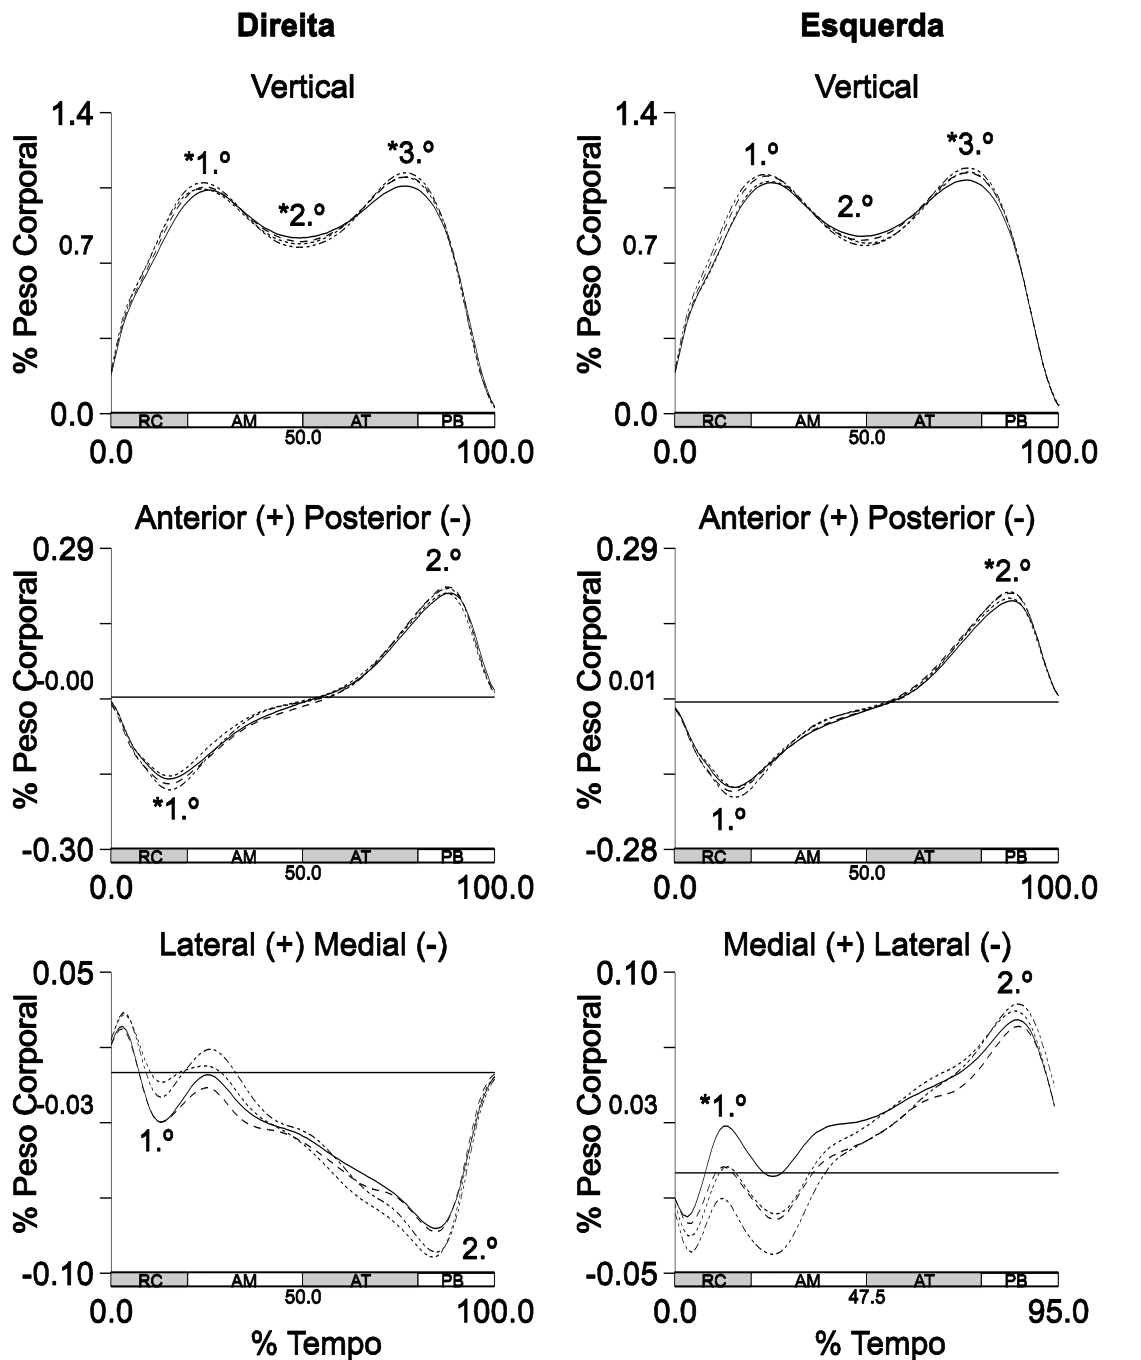 Direita
Esquerda
Vertical
Vertical
% Peso Corporal
1.4
0.7
0.0
*1.º
*2.º
*3.º
RC AM AT PB
0.0 50.0 100.0
% Peso Corporal
1.4
0.7
0.0
1.º
2.º
*3.º
RC AM AT PB
0.0 50.0 100.0
Anterior (+) Posterior (-)
Anterior (+) Posterior (-)
% Peso Corporal
0.29
-0.00
-0.30
*1.º
2.º
RC AM AT PB
0.0 50.0 100.0
% Peso Corporal
0.29
0.01
-0.28
1.º
*2.º
RC AM AT PB
0.0 50.0 100.0
Lateral (+) Medial (-)
Medial (+) Lateral (-)
% Peso Corporal
0.05
-0.03
-0.10
1.º
2.º
RC AM AT PB
0.0 50.0 100.0
% Tempo
% Peso Corporal
0.10
0.03
-0.05
*1.º
2.º
RC AM AT PB
0.0 47.5 95.0
% Tempo